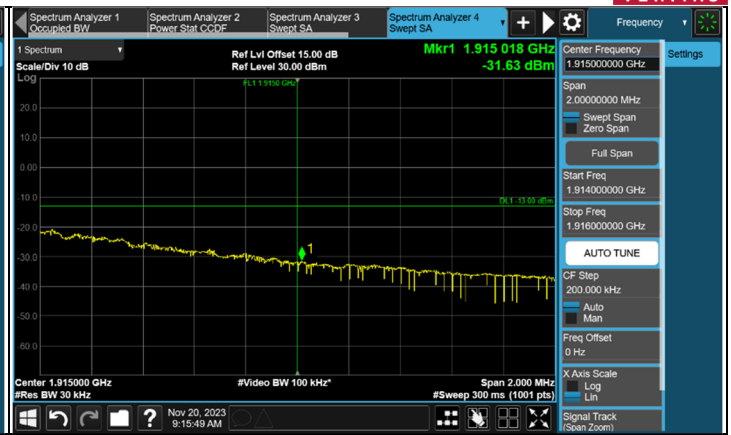 Spectrum Analyzer 1
Occupied BW
Spectrum Analyzer 2
Power Stat CCDF
Spectrum Analyzer 3
Swept SA
Spectrum Analyzer 4
Swept SA
Frequency
1 Spectrum
Scale/Div 10 dB
Log
Ref Lvl Offset 15.00 dB
Ref Level 30.00 dBm
Mkr1 1.915 018 GHz
-31.63 dBm
FL1 1.9150 GHz
20.0
10.0
0.00
-10.0
DL1 -13.00 dBm
-20.0
1
-30.0
-40.0
-50.0
-60.0
Center 1.915000 GHz
#Res BW 30 kHz
#Video BW 100 kHz*
Span 2.000 MHz
#Sweep 300 ms (1001 pts)
Center Frequency
1.915000000 GHz
Settings
Span
2.00000000 MHz
Swept Span
Zero Span
Full Span
Start Freq
1.914000000 GHz
Stop Freq
1.916000000 GHz
AUTO TUNE
CF Step
200.000 kHz
Auto
Man
Freq Offset
0 Hz
X Axis Scale
Log
Lin
Signal Track
(Span Zoom)
?
Nov 20, 2023
9:15:49 AM